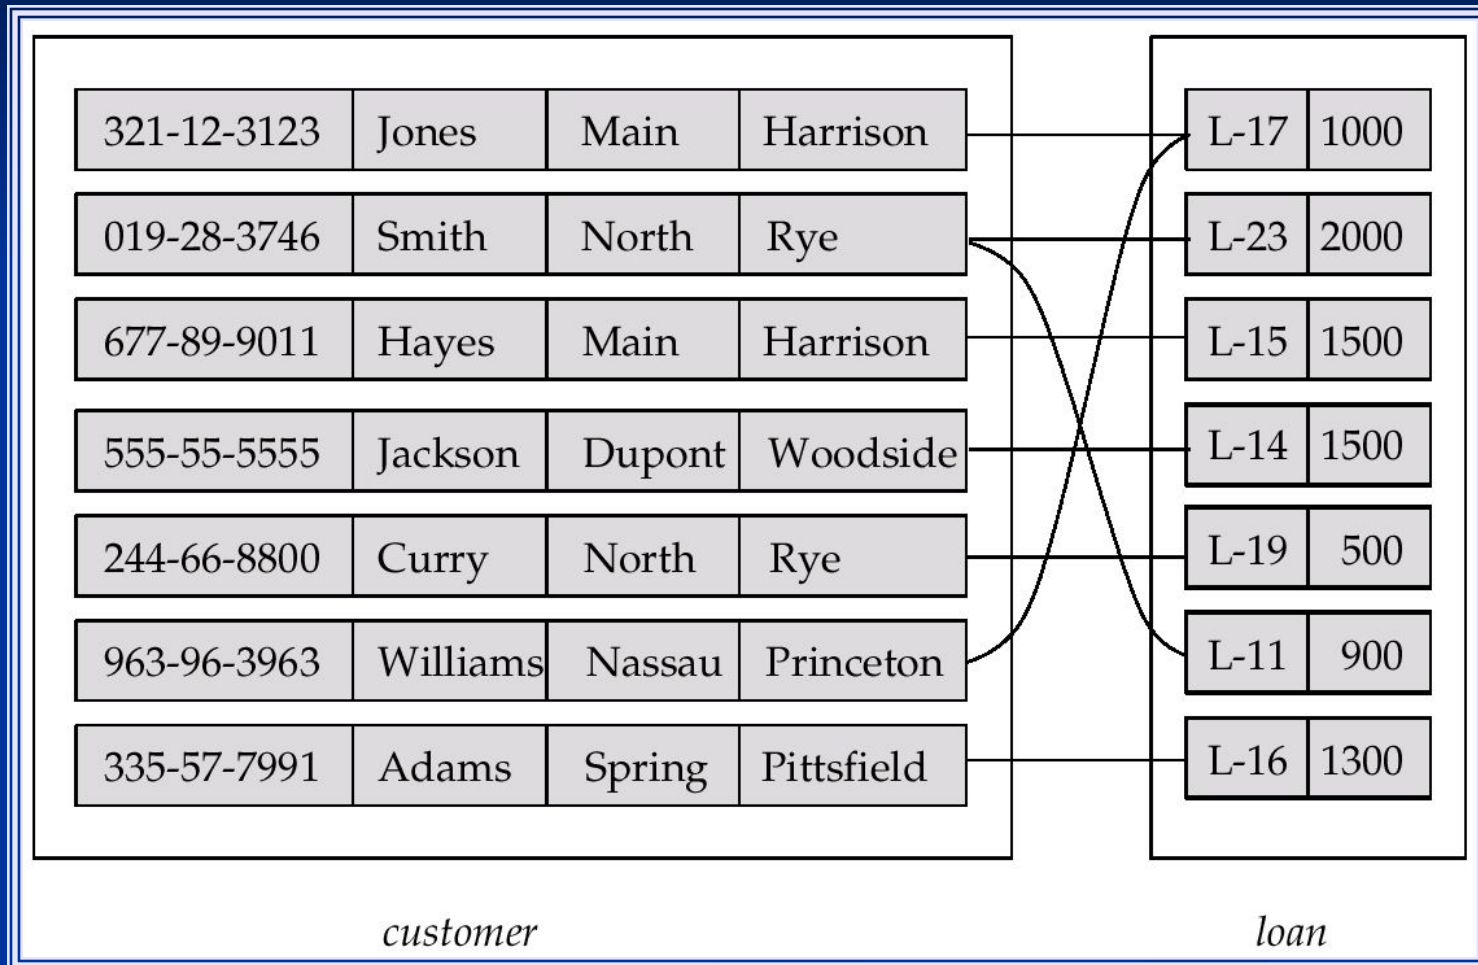 321-12-3123 Jones Main Harrison L-17 1000
019-28-3746 Smith North Rye L-23 2000
677-89-9011 Hayes Main Harrison L-15 1500
555-55-5555 Jackson Dupont Woodside L-14 1500
244-66-8800 Curry North Rye L-19 500
963-96-3963 Williams Nassau Princeton L-11 900
335-57-7991 Adams Spring Pittsfield L-16 1300
customer loan